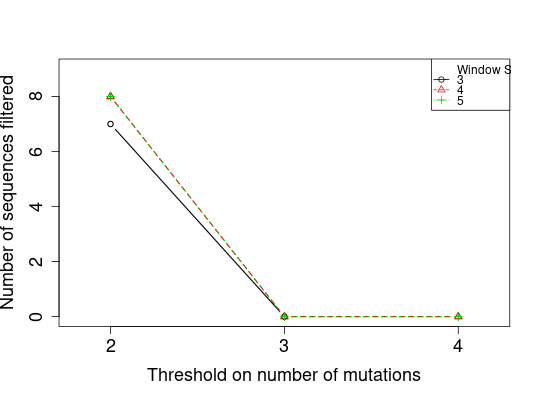 Window S
3
4
5
Number of sequences filtered
8
6
4
2
0
2 3 4
Threshold on number of mutations